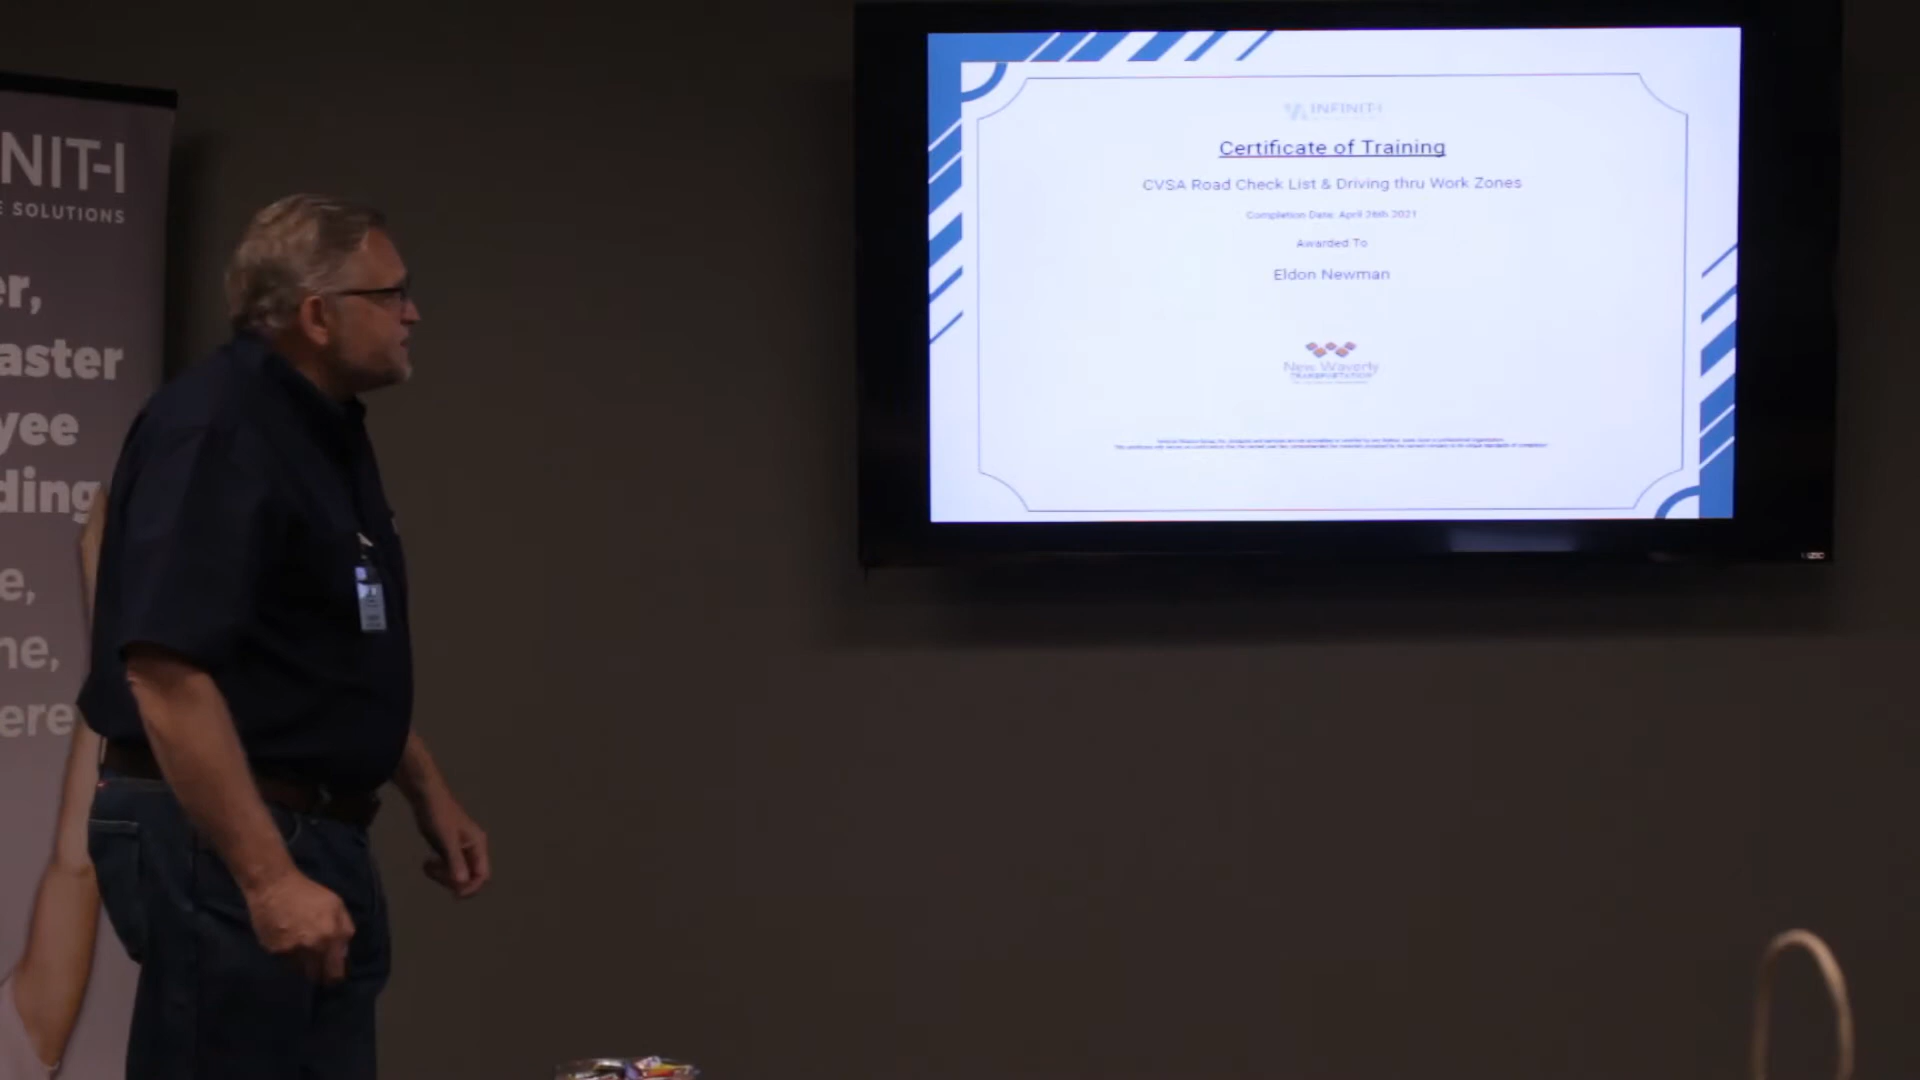 NIT-I
E SOLUTIONS
er,
aster
yee
ding
e,
ne,
ere
INFINIT-I
Certificate of Training
CVSA Road Check List & Driving thru Work Zones
Completion Date: April 26th 2021
Awarded To
Eldon Newman
New Waverly
TRANSPORTATION